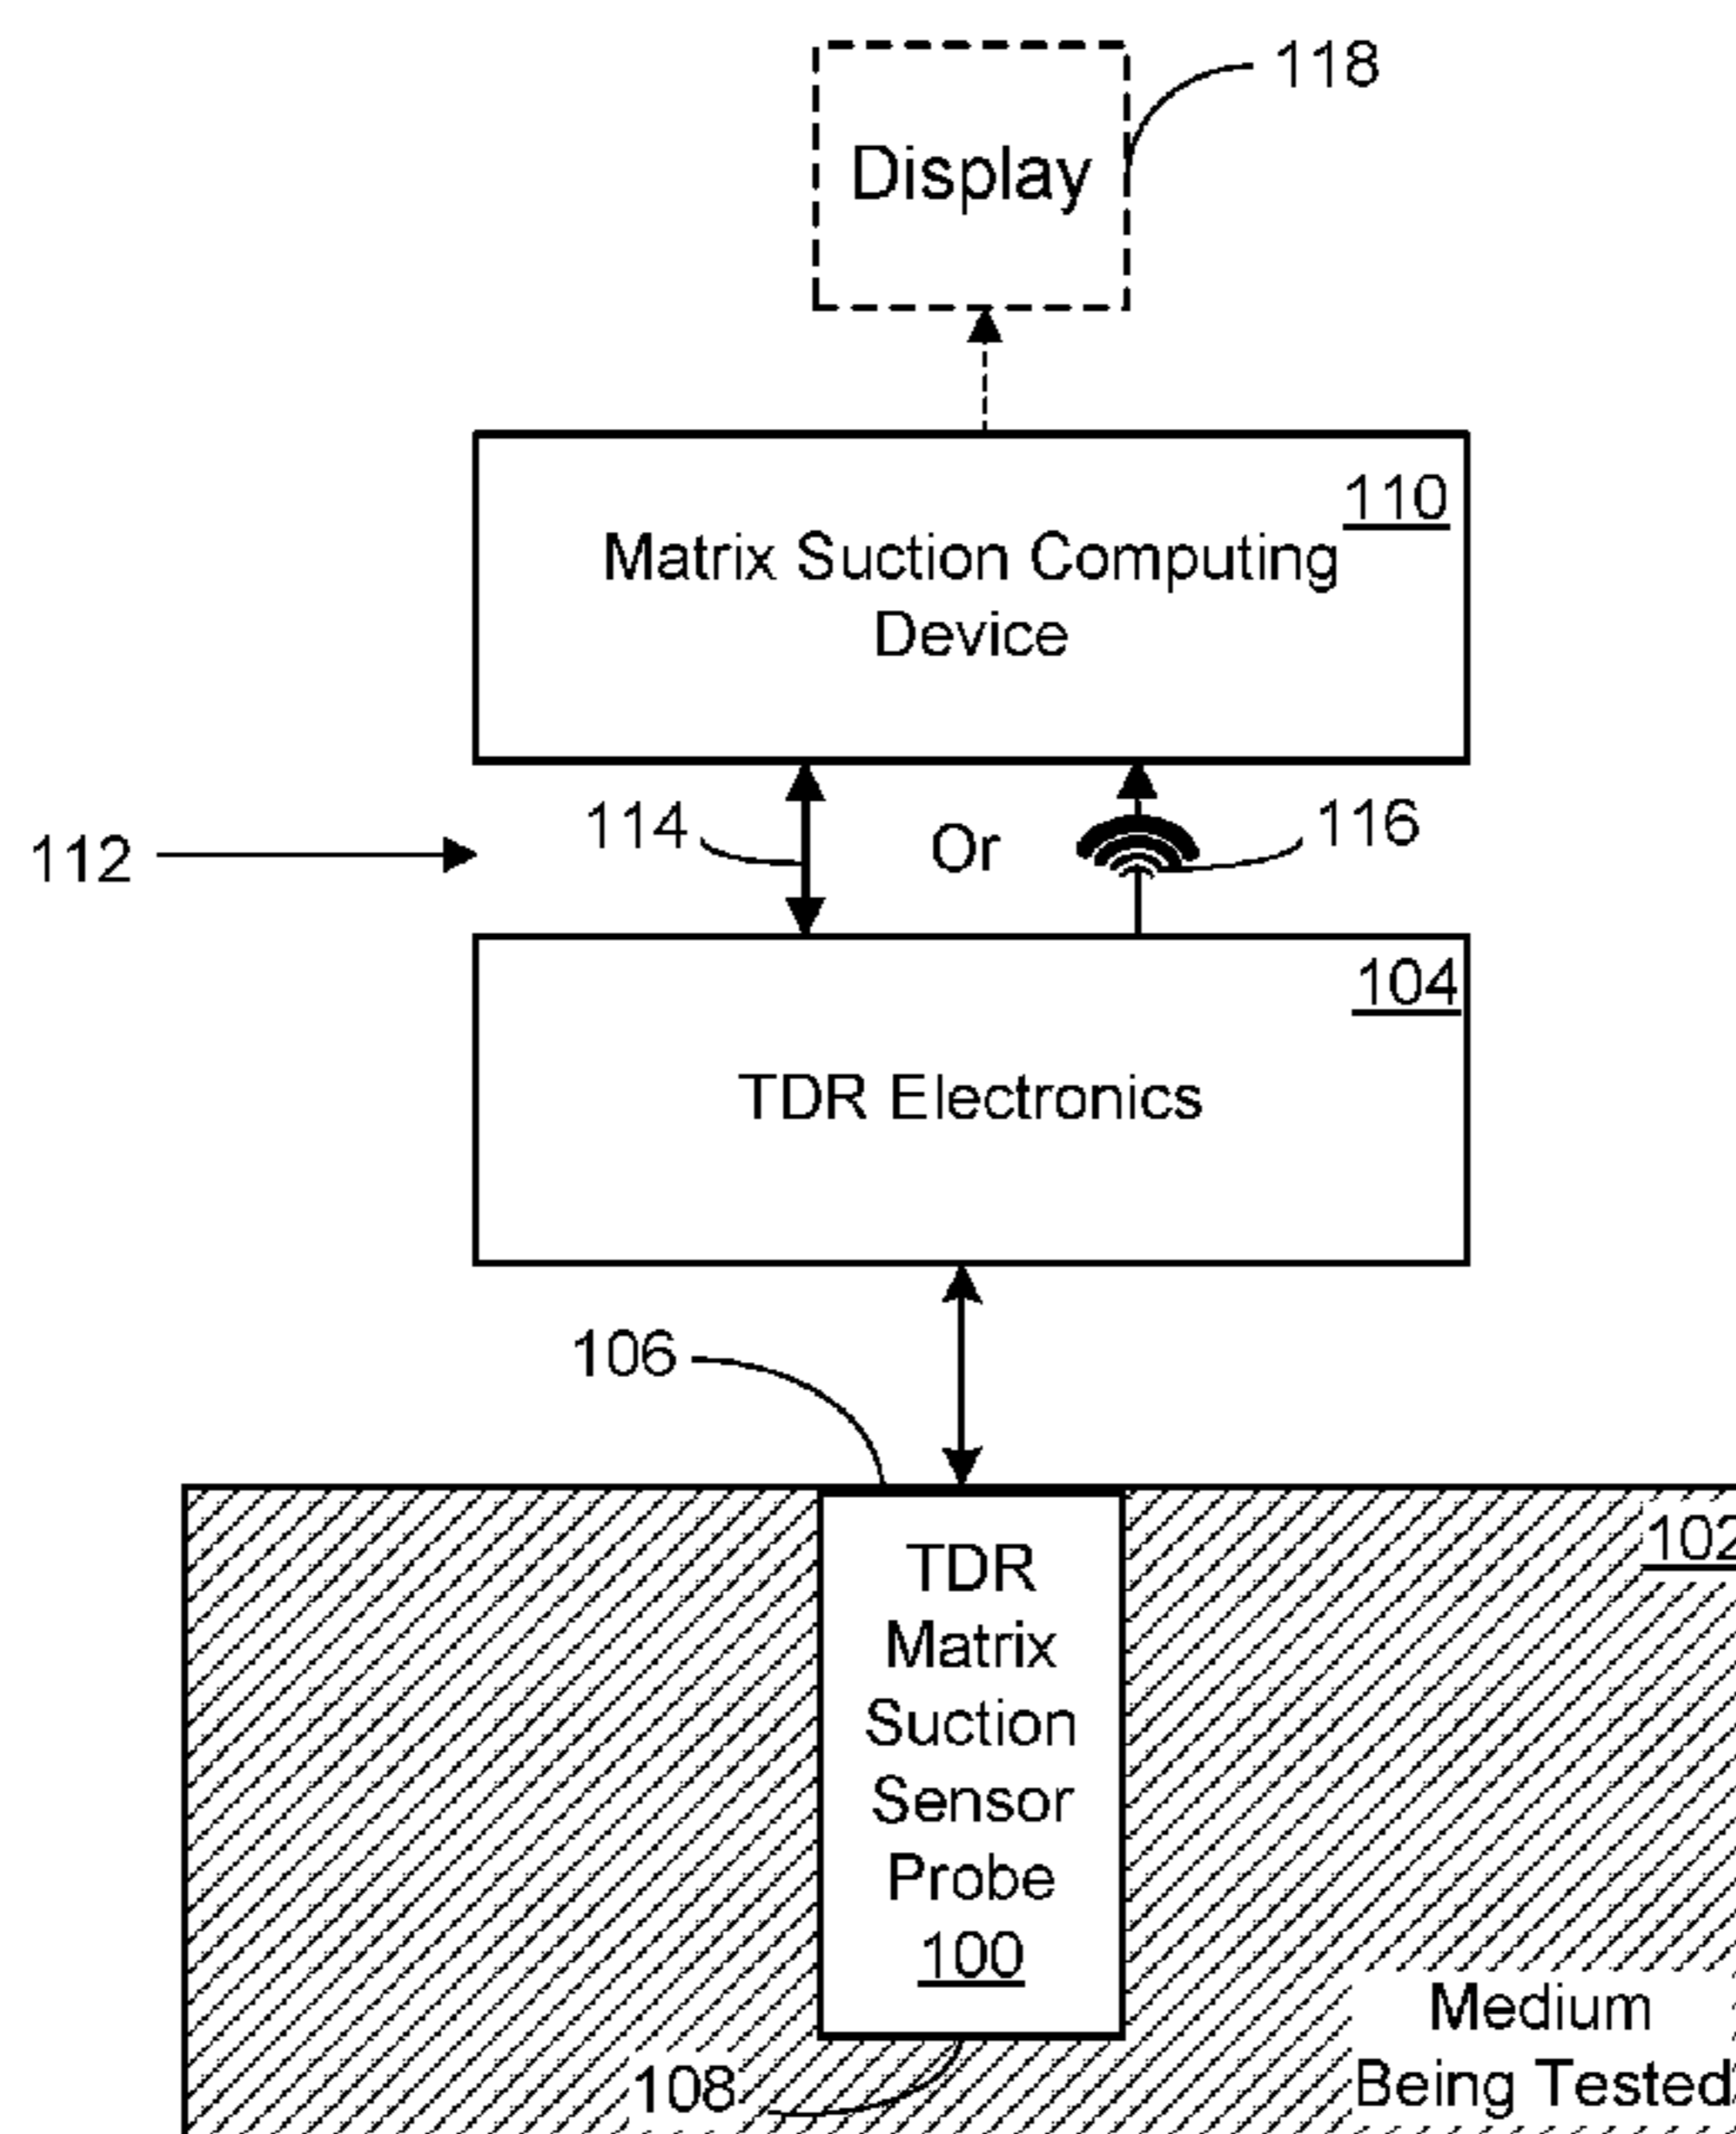 118
Display
110
Matrix Suction Computing
Device
112
114
Or
116
104
TDR Electronics
106
102
TDR
Matrix
Suction
Sensor
Probe
100
Medium
Being Tested
108